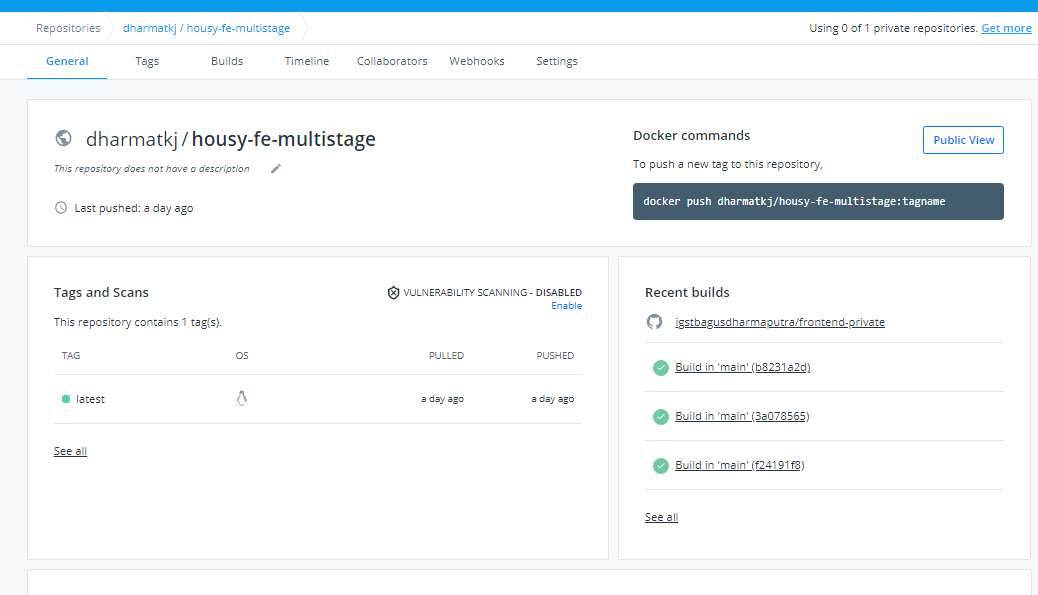 Repositories
dharmatkj / housy-fe-multistage
Using 0 of 1 private repositories. Get more
General
Tags
Builds
Timeline
Collaborators
Webhooks
Settings
dharmatkj / housy-fe-multistage
This repository does not have a description
Last pushed: a day ago
Docker commands
Public View
To push a new tag to this repository,
docker push dharmatkj/housy-fe-multistage:tagname
Tags and Scans
VULNERABILITY SCANNING - DISABLED
Enable
This repository contains 1 tag(s).
TAG
OS
PULLED
PUSHED
latest
a day ago
a day ago
See all
Recent builds
igstbagusdharmaputra/frontend-private
Build in 'main' (b8231a2d)
Build in 'main' (3a078565)
Build in 'main' (f24191f8)
See all